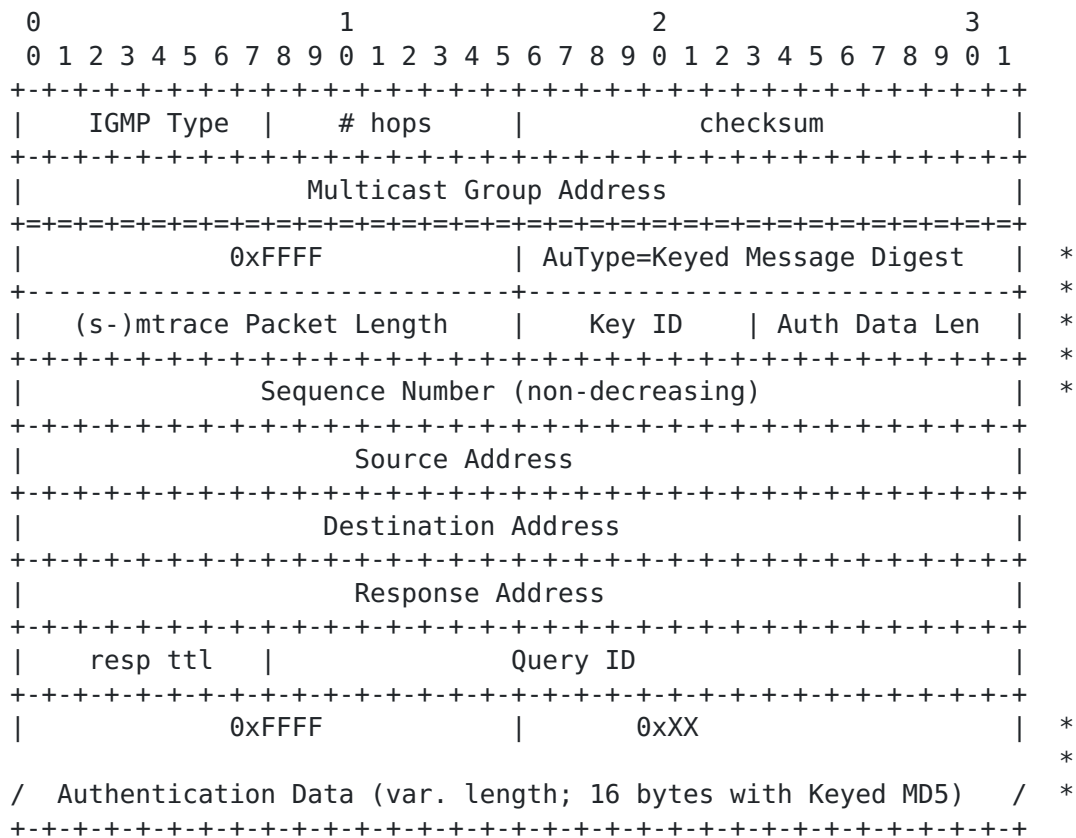 0                   1                   2                   3
 0 1 2 3 4 5 6 7 8 9 0 1 2 3 4 5 6 7 8 9 0 1 2 3 4 5 6 7 8 9 0 1
+-+-+-+-+-+-+-+-+-+-+-+-+-+-+-+-+-+-+-+-+-+-+-+-+-+-+-+-+-+-+-+-+
|    IGMP Type  |    # hops     |           checksum            |
+-+-+-+-+-+-+-+-+-+-+-+-+-+-+-+-+-+-+-+-+-+-+-+-+-+-+-+-+-+-+-+-+
|                  Multicast Group Address                      |
+=+=+=+=+=+=+=+=+=+=+=+=+=+=+=+=+=+=+=+=+=+=+=+=+=+=+=+=+=+=+=+=+
|             0xFFFF            | AuType=Keyed Message Digest   |  *
+-------------------------------+-------------------------------+  *
|   (s-)mtrace Packet Length    |    Key ID    | Auth Data Len  |  *
+-+-+-+-+-+-+-+-+-+-+-+-+-+-+-+-+-+-+-+-+-+-+-+-+-+-+-+-+-+-+-+-+  *
|               Sequence Number (non-decreasing)                |  *
+-+-+-+-+-+-+-+-+-+-+-+-+-+-+-+-+-+-+-+-+-+-+-+-+-+-+-+-+-+-+-+-+
|                     Source Address                            |
+-+-+-+-+-+-+-+-+-+-+-+-+-+-+-+-+-+-+-+-+-+-+-+-+-+-+-+-+-+-+-+-+
|                   Destination Address                         |
+-+-+-+-+-+-+-+-+-+-+-+-+-+-+-+-+-+-+-+-+-+-+-+-+-+-+-+-+-+-+-+-+
|                     Response Address                          |
+-+-+-+-+-+-+-+-+-+-+-+-+-+-+-+-+-+-+-+-+-+-+-+-+-+-+-+-+-+-+-+-+
|    resp ttl   |               Query ID                        |
+-+-+-+-+-+-+-+-+-+-+-+-+-+-+-+-+-+-+-+-+-+-+-+-+-+-+-+-+-+-+-+-+
|             0xFFFF            |       0xXX                    |  *
                                                                   *
/  Authentication Data (var. length; 16 bytes with Keyed MD5)   /  *
+-+-+-+-+-+-+-+-+-+-+-+-+-+-+-+-+-+-+-+-+-+-+-+-+-+-+-+-+-+-+-+-+